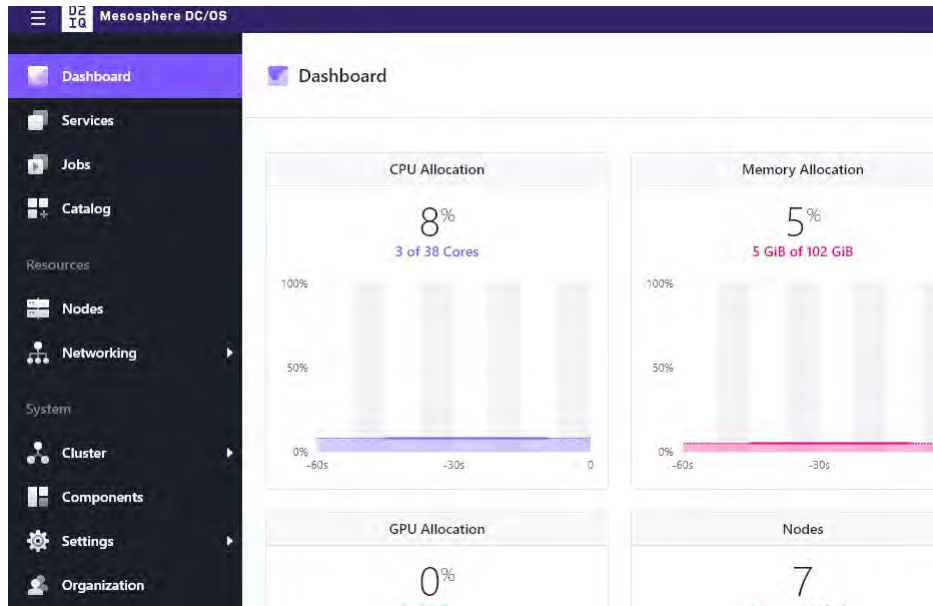 D2
IQ
Mesosphere DC/OS
Dashboard
Services
Jobs
Catalog
Resources
Nodes
Networking
System
Cluster
Components
Settings
Organization
Dashboard
CPU Allocation
8%
3 of 38 Cores
100%
50%
0%
-60s -30s 0
Memory Allocation
5%
5 GiB of 102 GiB
100%
50%
0%
-60s -30s
GPU Allocation
0%
Nodes
7